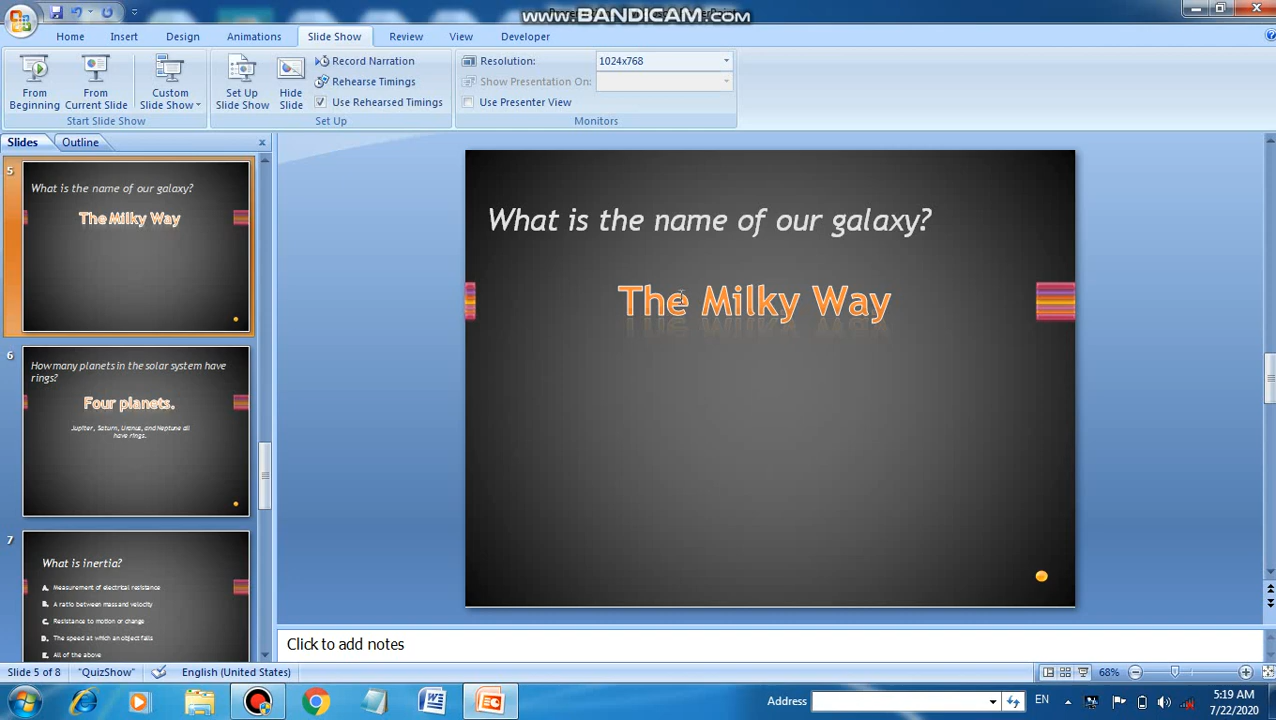 www.BANDICAM.com
Home Insert Design Animations Slide Show Review View Developer
From Beginning
From Current Slide
Custom Slide Show
Start Slide Show
Set Up Slide Show
Hide Slide
Record Narration
Rehearse Timings
Use Rehearsed Timings
Set Up
Resolution: 1024x768
Show Presentation On:
Use Presenter View
Monitors
Slides Outline
5
What is the name of our galaxy?
The Milky Way
6
How many planets in the solar system have
rings?
Four planets.
Jupiter, Saturn, Uranus, and Neptune all
have rings.
7
What is inertia?
A. Measurement of electrical resistance
B. A ratio between mass and velocity
C. Resistance to motion or change
D. The speed at which an object falls
E. All of the above
What is the name of our galaxy?
The Milky Way
Click to add notes
Slide 5 of 8 "QuizShow" English (United States) 68%
Address EN 5:19 AM
7/22/2020